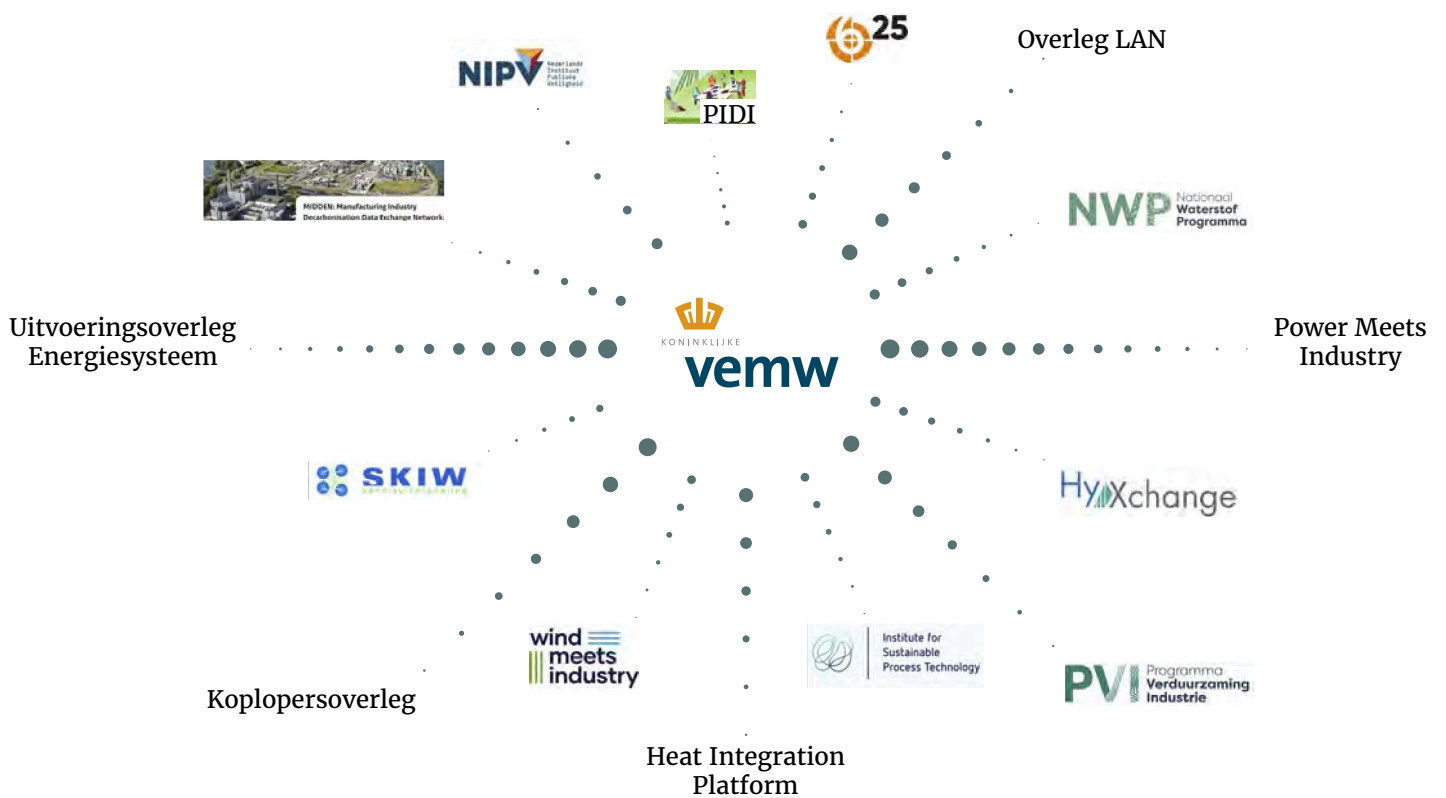 25
Overleg LAN
NIPV
Nederlands
Instituut
Publieke
Veiligheid
PIDI
MIDDEN: Manufacturing Industry
Decarbonisation Data Exchange Network
NWP
Nationaal
Waterstof
Programma
Uitvoeringsoverleg
Energiesysteem
KONINKLIJKE
vemw
Power Meets
Industry
SKIW
HyXchange
wind
meets
industry
Institute for
Sustainable
Process Technology
PVI
Programma
Verduurzaming
Industrie
Koplopersoverleg
Heat Integration
Platform